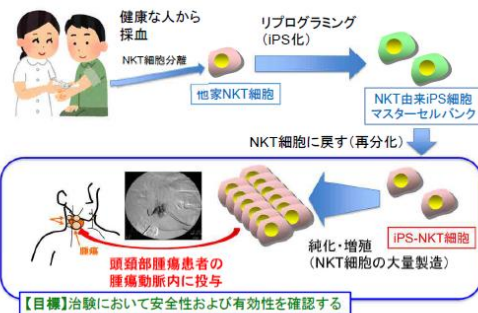 健康な人から
採血
NKT細胞分離
他家NKT細胞
リプログラミング
(iPS化)
NKT由来iPS細胞
マスターセルバンク
NKT細胞に戻す(再分化)
iPS-NKT細胞
純化・増殖
(NKT細胞の大量製造)
腫瘍
頭頚部腫瘍患者の
腫瘍動脈内に投与
【目標】治験において安全性および有効性を確認する